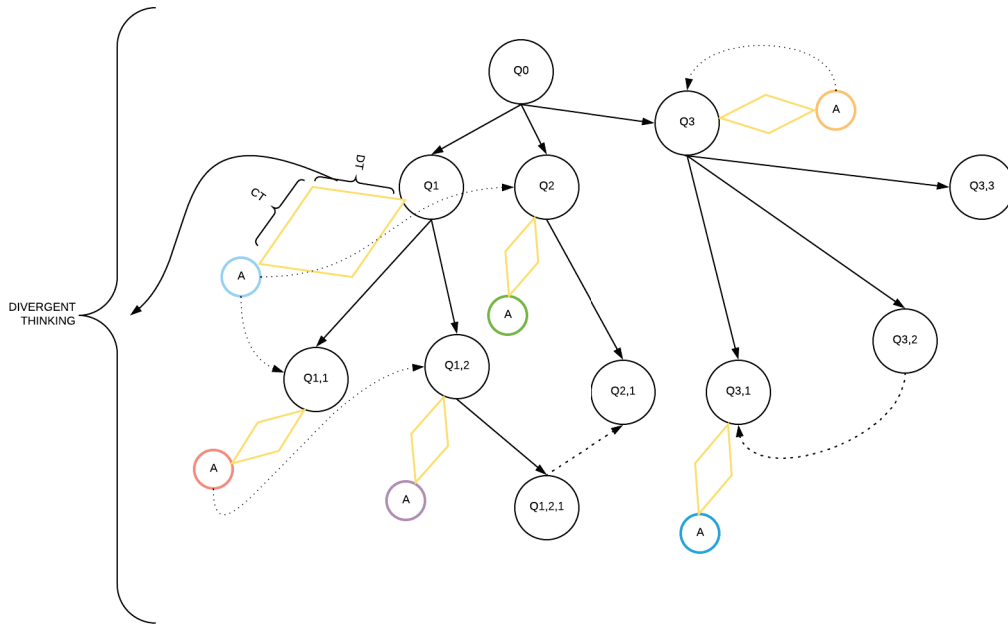 Q0
Q3
A
DT
CT
Q1
Q2
Q3,3
A
A
Q3,2
Q1,1
Q1,2
Q2,1
Q3,1
DIVERGENT
THINKING
A
A
Q1,2,1
A